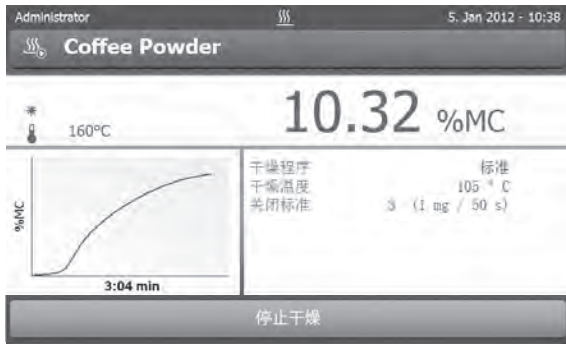 Administrator 5. Jan 2012 - 10:38
Coffee Powder
160°C
10.32 %MC
%MC
3:04 min
干燥程序 标准
干燥温度 105 ° C
关闭标准 3 (1 mg / 50 s)
停止干燥